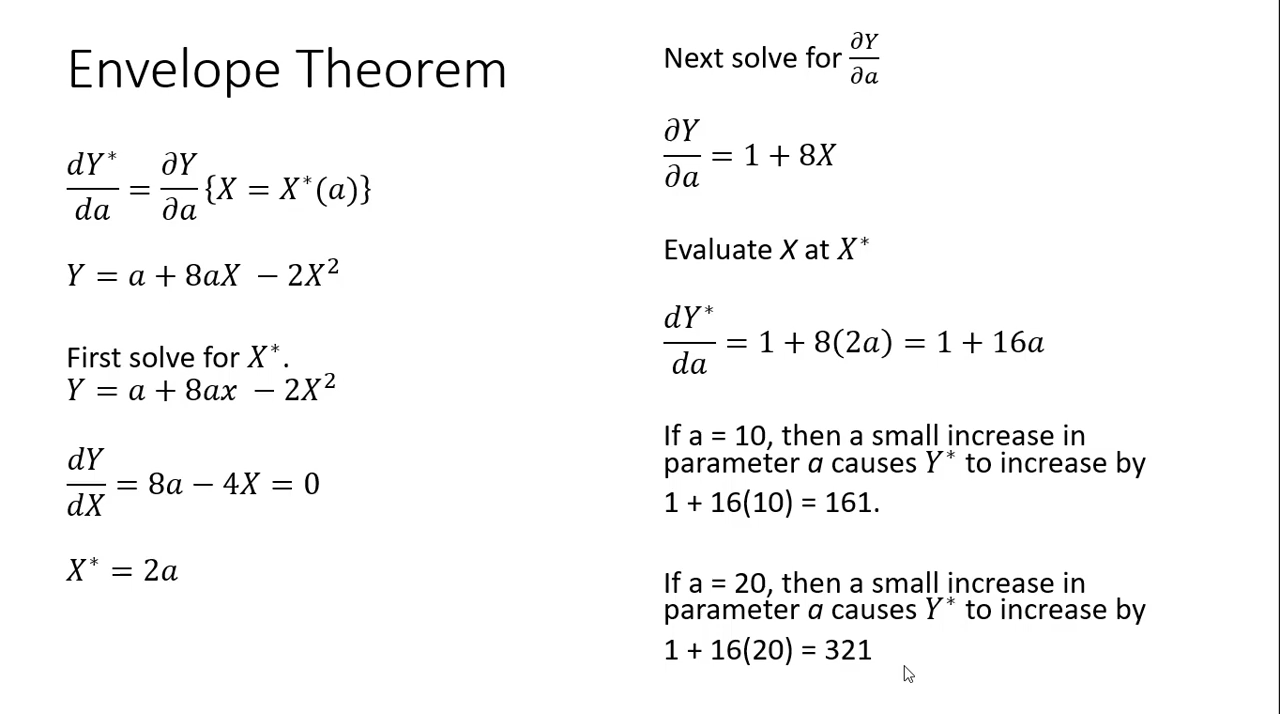 Envelope Theorem
dY*/da = ∂Y/∂a {X = X*(a)}
Y = a + 8aX − 2X²
First solve for X*.
Y = a + 8ax − 2X²
dY/dX = 8a − 4X = 0
X* = 2a
Next solve for ∂Y/∂a
∂Y/∂a = 1 + 8X
Evaluate X at X*
dY*/da = 1 + 8(2a) = 1 + 16a
If a = 10, then a small increase in
parameter a causes Y* to increase by
1 + 16(10) = 161.
If a = 20, then a small increase in
parameter a causes Y* to increase by
1 + 16(20) = 321